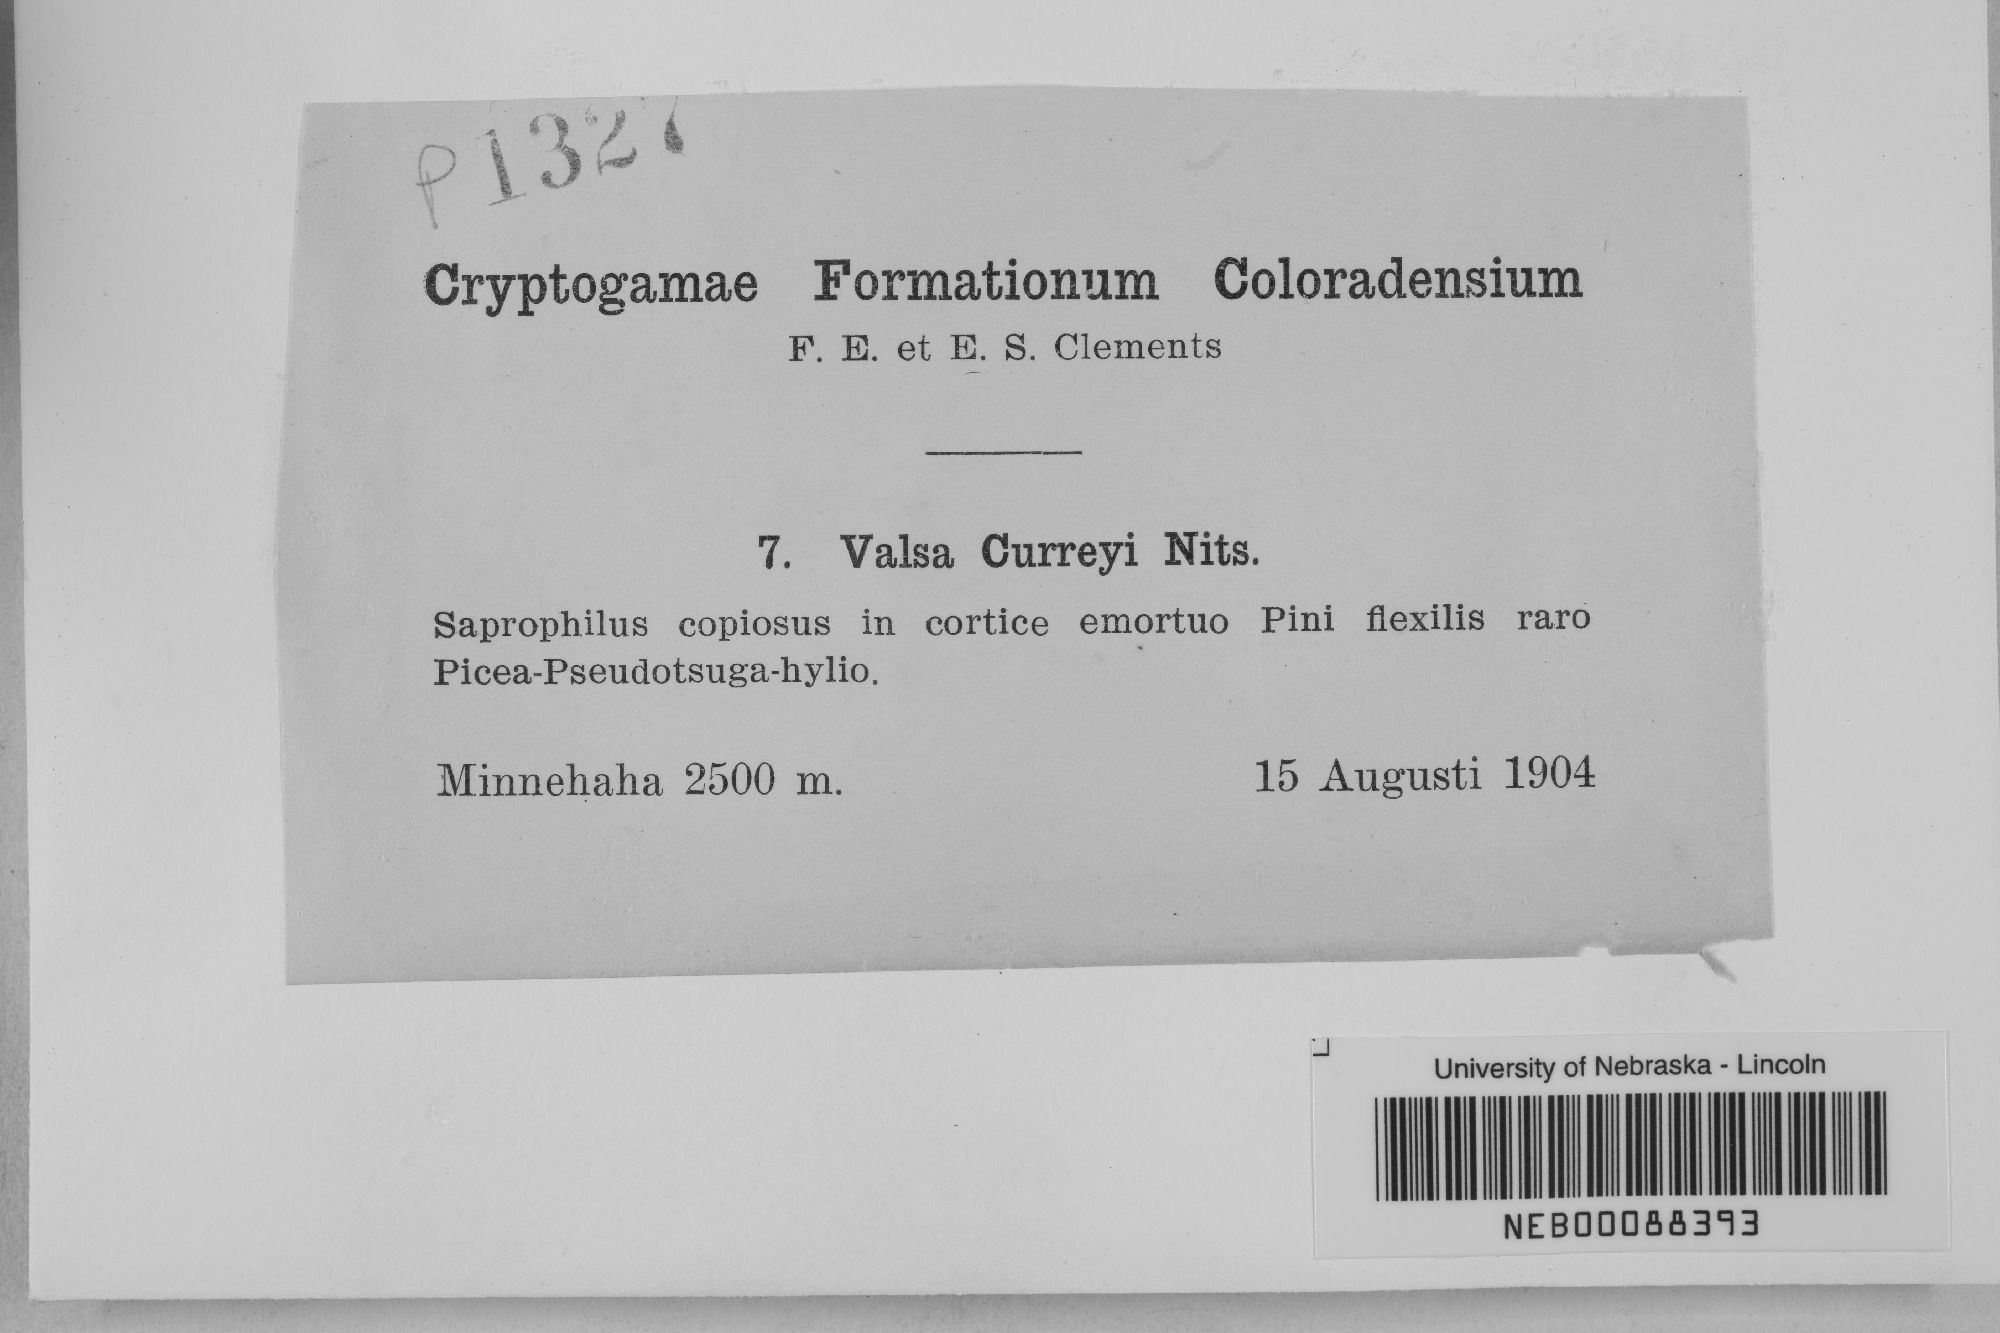 P 1327
Cryptogamae Formationum Coloradensium
F. E. et E. S. Clements
7. Valsa Curreyi Nits.
Saprophilus copiosus in cortice emortuo Pini flexilis raro
Picea-Pseudotsuga-hylio.
Minnehaha 2500 m. 15 Augusti 1904
University of Nebraska - Lincoln
NEB00088393